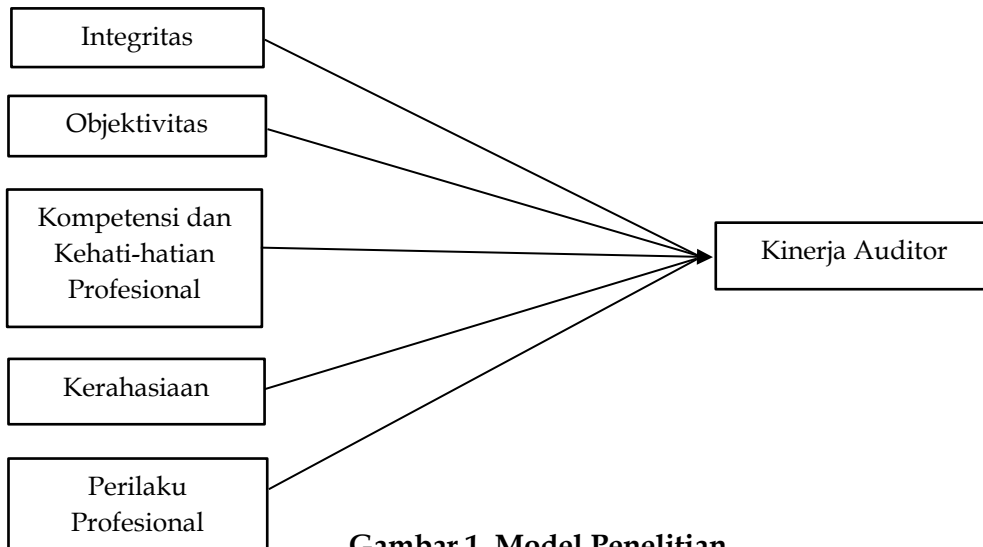 Integritas
Objektivitas
Kompetensi dan
Kehati-hatian
Profesional
Kerahasiaan
Perilaku
Profesional
Kinerja Auditor
Gambar 1. Model Penelitian